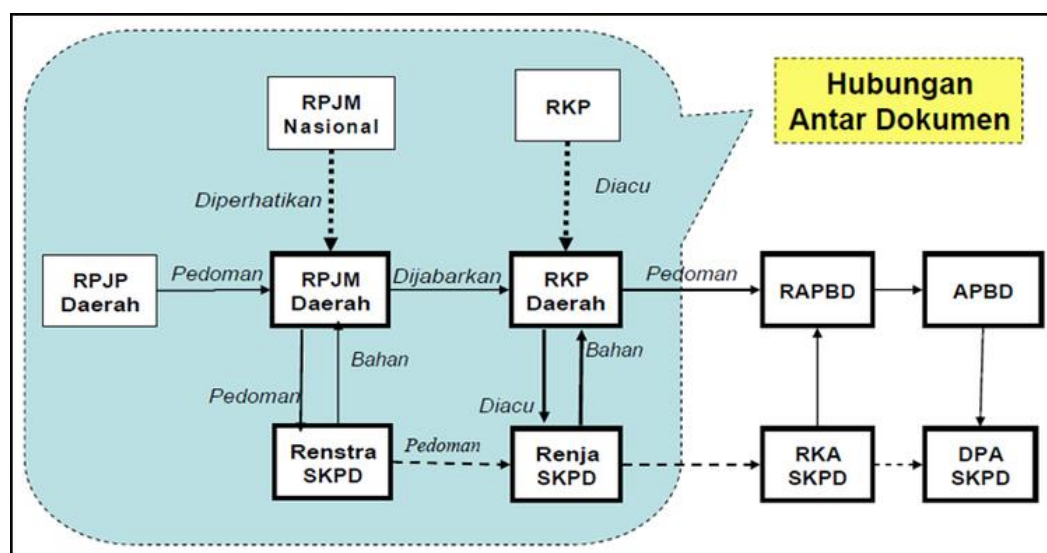 Hubungan
Antar Dokumen
RPJM
Nasional
RKP
Diperhatikan
Diacu
RPJP
Daerah
Pedoman
RPJM
Daerah
Dijabarkan
RKP
Daerah
Pedoman
RAPBD
APBD
Pedoman
Bahan
Diacu
Bahan
Renstra
SKPD
Pedoman
Renja
SKPD
RKA
SKPD
DPA
SKPD